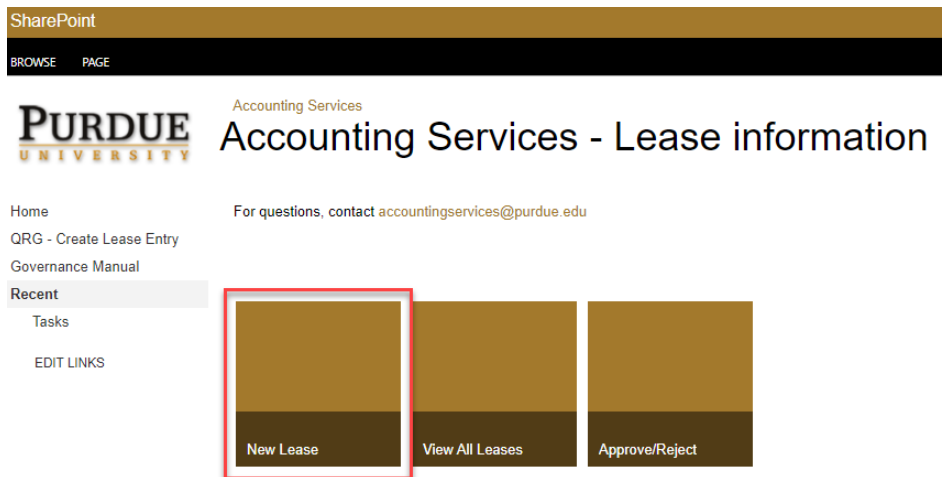 SharePoint
BROWSE PAGE
PURDUE
UNIVERSITY
Accounting Services
Accounting Services - Lease information
Home
QRG - Create Lease Entry
Governance Manual
Recent
Tasks
EDIT LINKS
For questions, contact accountingservices@purdue.edu
New Lease
View All Leases
Approve/Reject